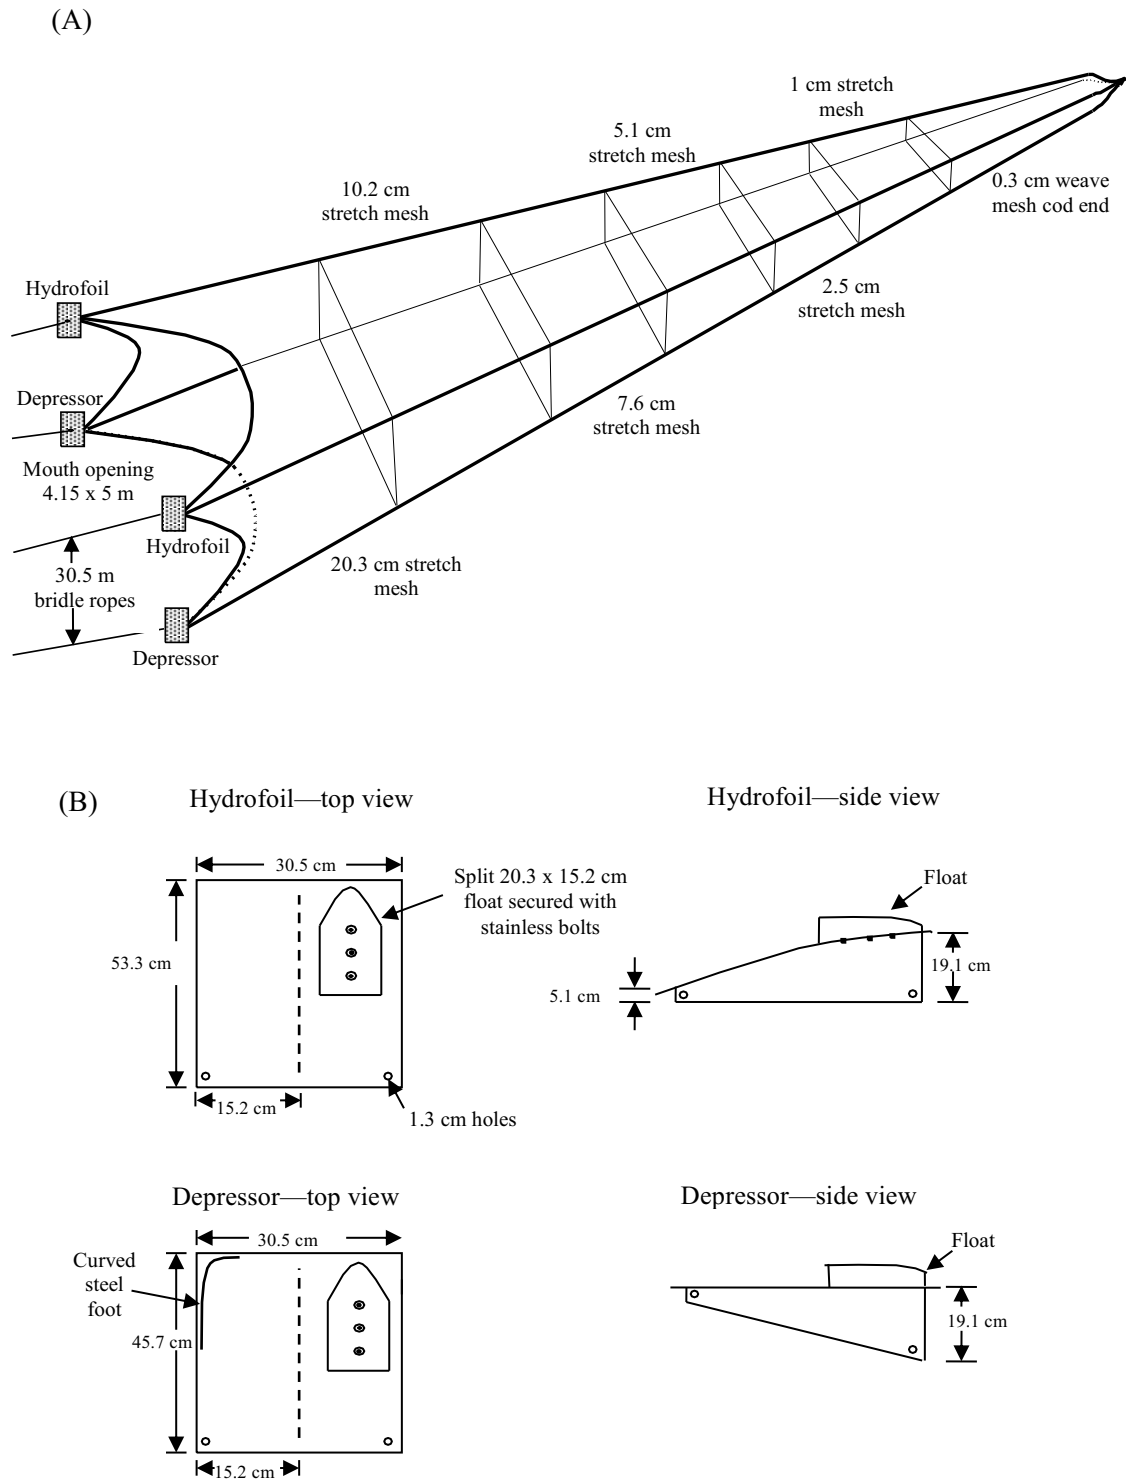 (A)
1 cm stretch
mesh
5.1 cm
stretch mesh
10.2 cm
stretch mesh
0.3 cm weave
mesh cod end
Hydrofoil
2.5 cm
stretch mesh
Depressor
7.6 cm
stretch mesh
Mouth opening
4.15 x 5 m
Hydrofoil
20.3 cm stretch
mesh
30.5 m
bridle ropes
Depressor
(B)
Hydrofoil—top view
Hydrofoil—side view
30.5 cm
Split 20.3 x 15.2 cm
float secured with
stainless bolts
Float
53.3 cm
19.1 cm
5.1 cm
15.2 cm
1.3 cm holes
Depressor—top view
Depressor—side view
30.5 cm
Float
Curved
steel
foot
45.7 cm
19.1 cm
15.2 cm